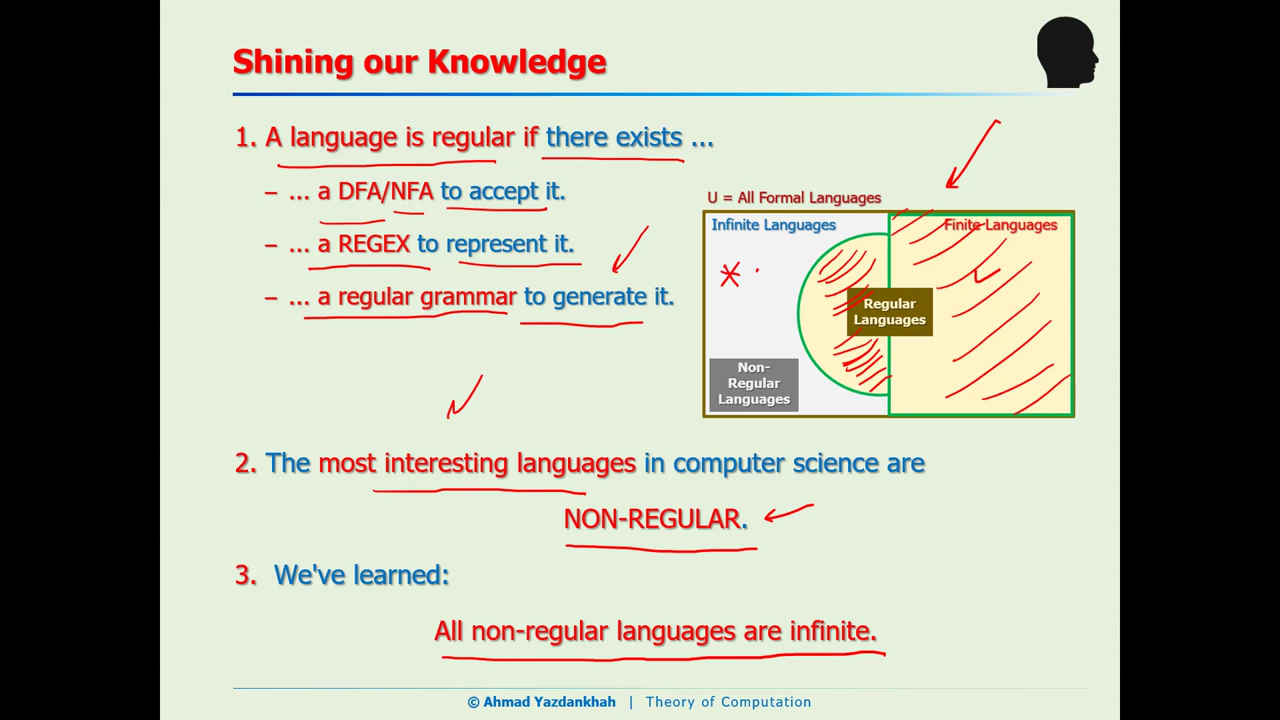 Shining our Knowledge
1. A language is regular if there exists ...
– ... a DFA/NFA to accept it.
– ... a REGEX to represent it.
– ... a regular grammar to generate it.
U = All Formal Languages
Infinite Languages
Finite Languages
Regular
Languages
Non-
Regular
Languages
2. The most interesting languages in computer science are
NON-REGULAR.
3. We've learned:
All non-regular languages are infinite.
© Ahmad Yazdankhah | Theory of Computation